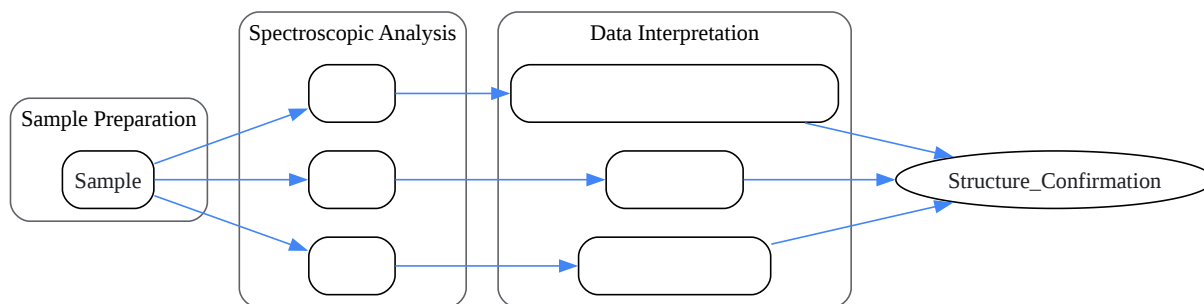 Spectroscopic Analysis
Data Interpretation
Sample Preparation
Sample
Structure_Confirmation